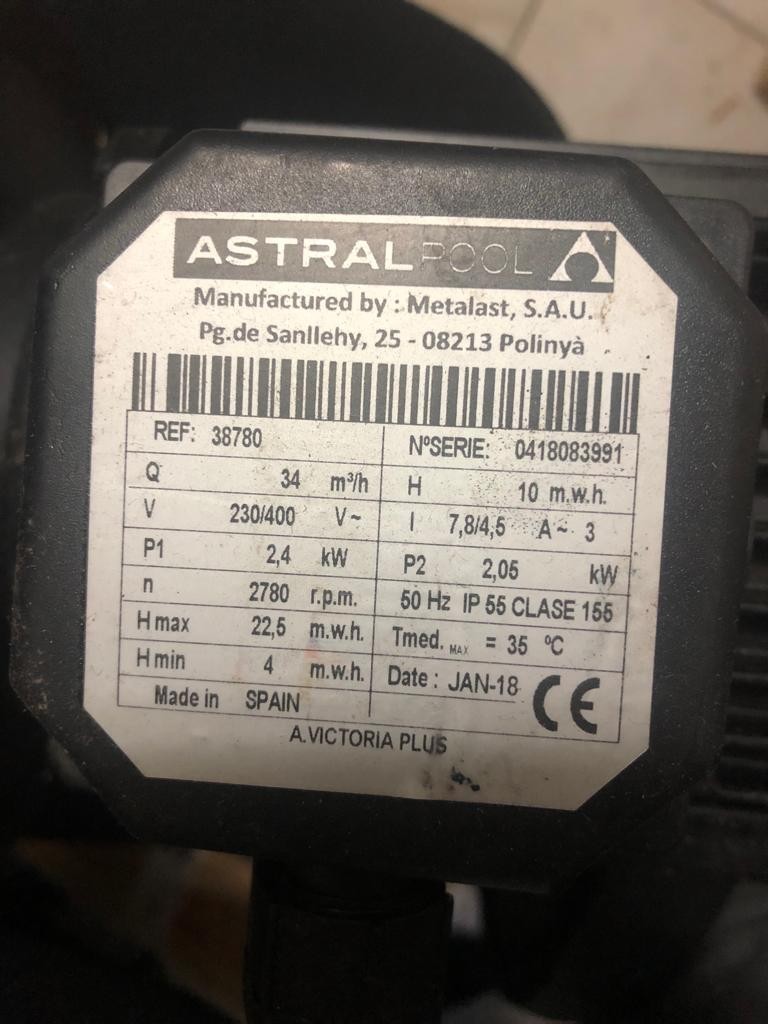 ASTRALPOOL
Manufactured by : Metalast, S.A.U.
Pg.de Sanllehy, 25 - 08213 Polinyà
REF: 38780 NºSERIE: 0418083991
Q 34 m³/h H 10 m.w.h.
V 230/400 V~ I 7,8/4,5 A~ 3
P1 2,4 kW P2 2,05 kW
n 2780 r.p.m. 50 Hz IP 55 CLASE 155
H max 22,5 m.w.h. Tmed. MAX = 35 ºC
H min 4 m.w.h. Date : JAN-18 CE
Made in SPAIN
A.VICTORIA PLUS